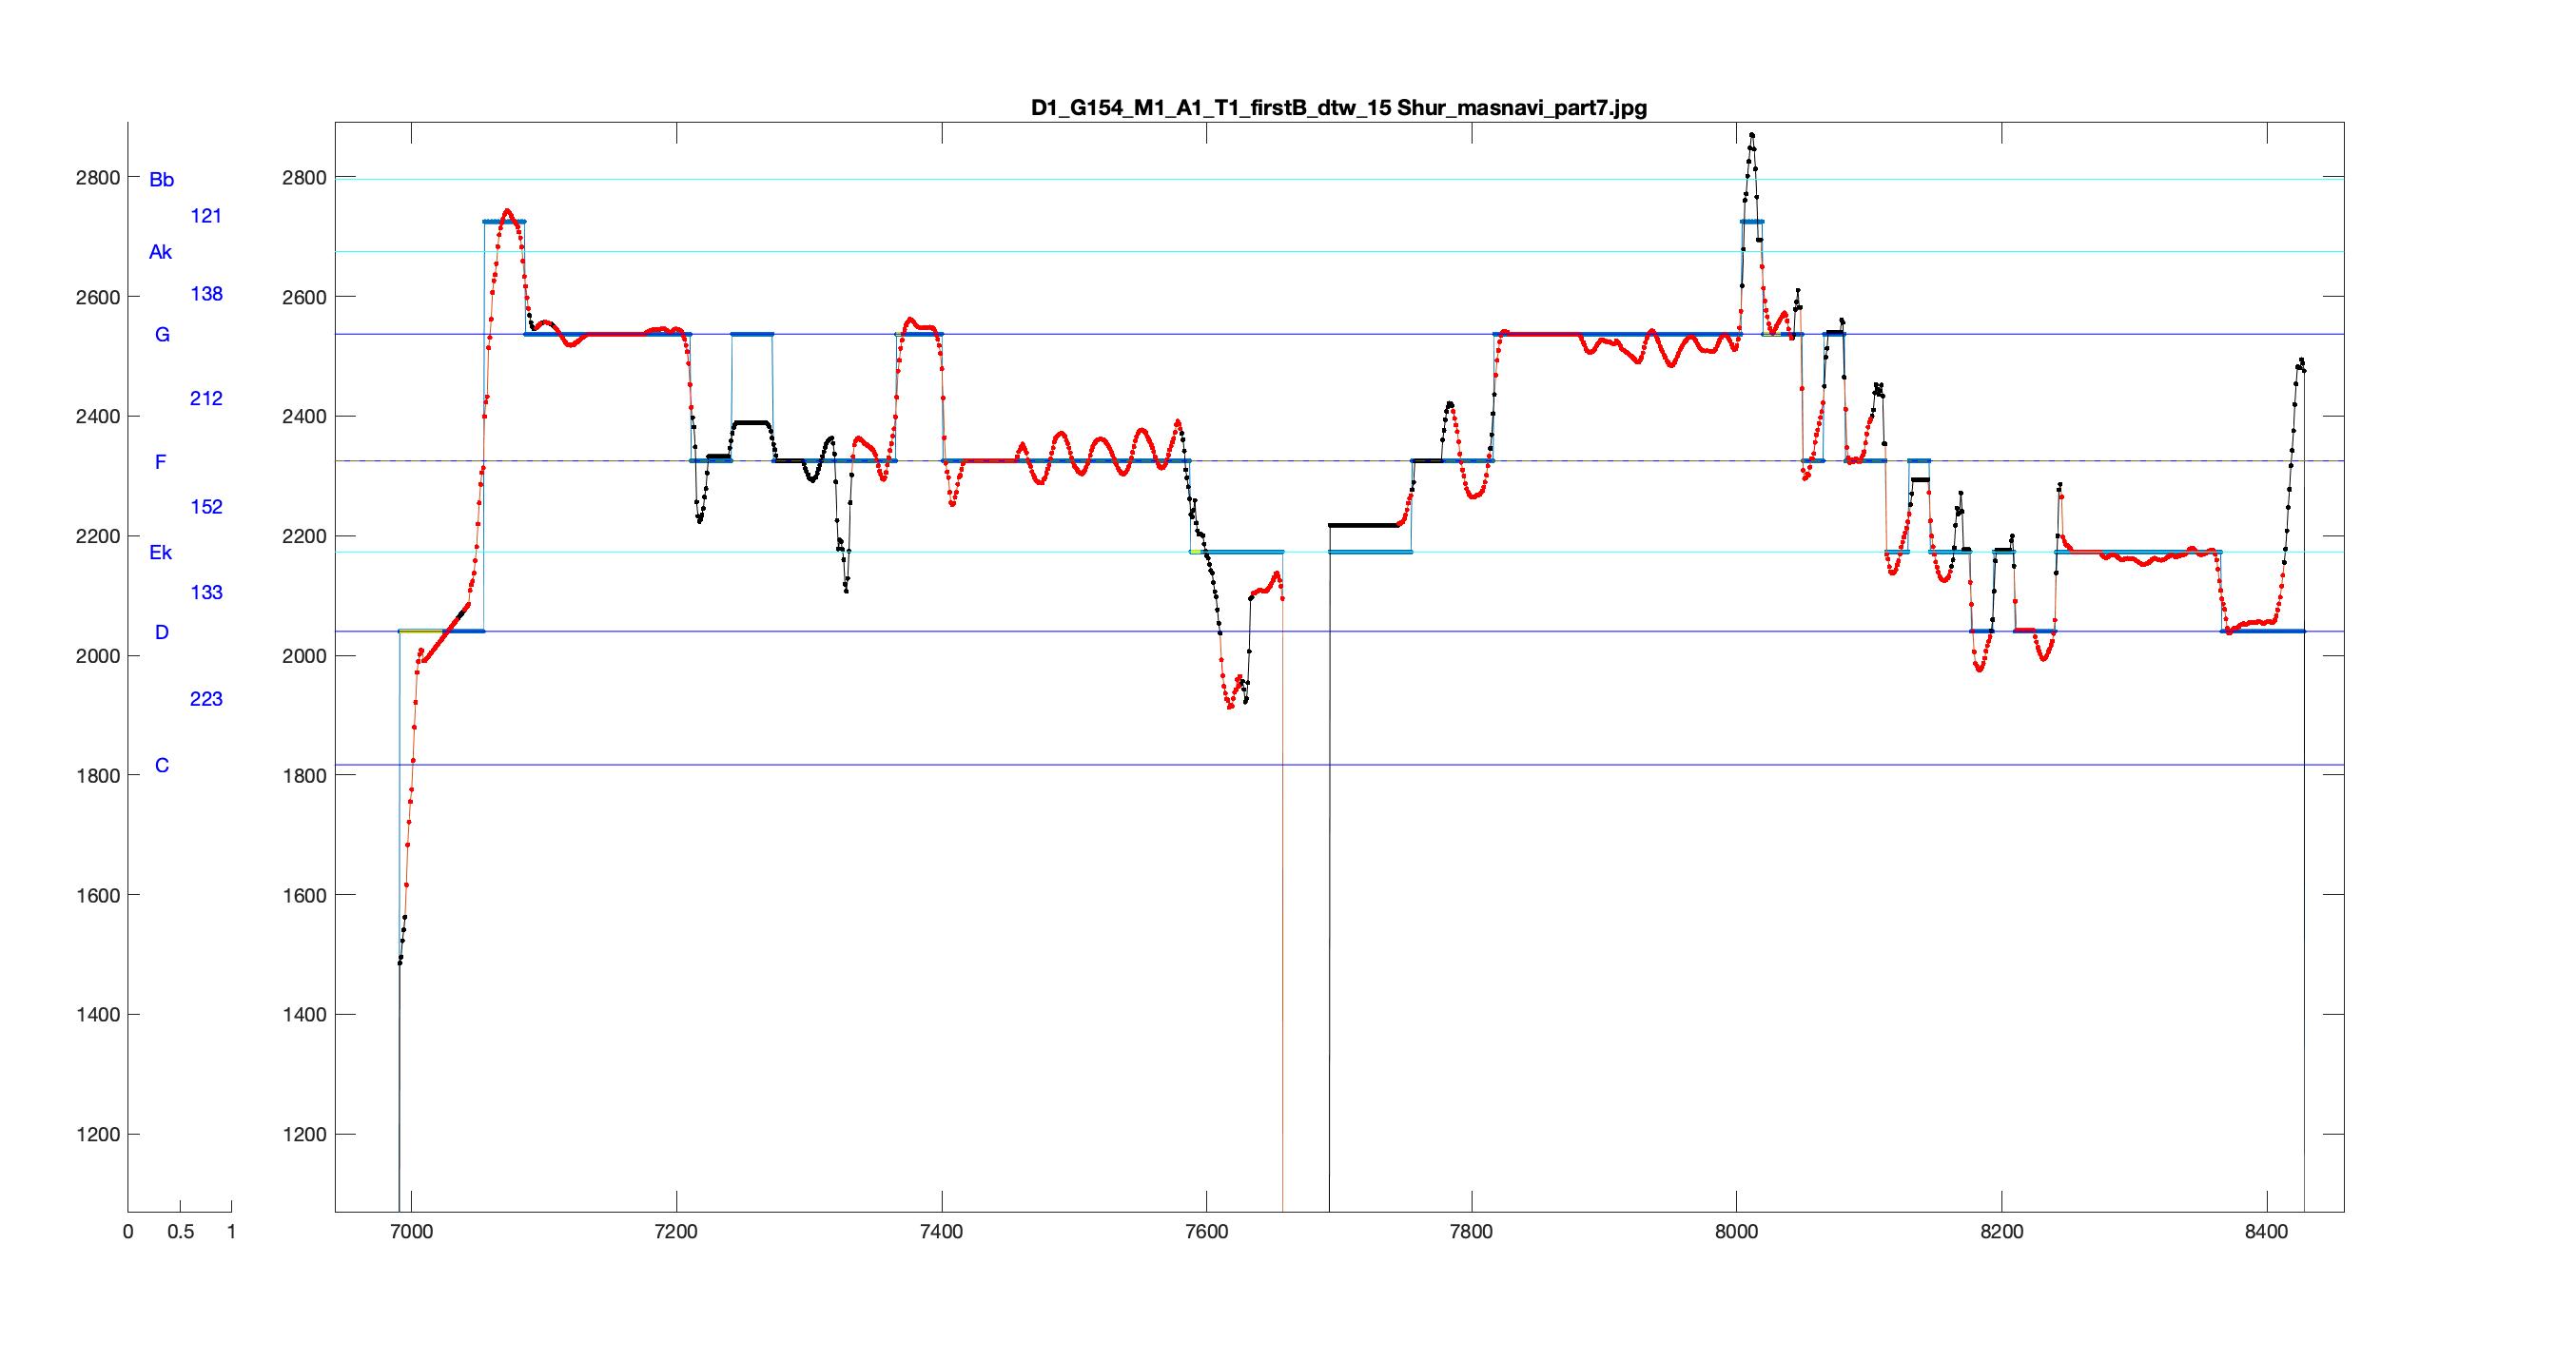 D1_G154_M1_A1_T1_firstB_dtw_15 Shur_masnavi_part7.jpg
2800 Bb 2800
121
Ak
138
2600 2600
G
212
2400 2400
F
152
2200 Ek 2200
133
D
2000 2000
223
C
1800 1800
1600 1600
1400 1400
1200 1200
0 0.5 1 7000 7200 7400 7600 7800 8000 8200 8400